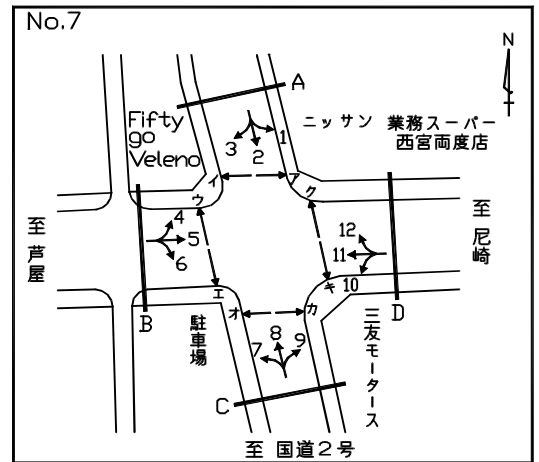 No.7
N
A
Fifty
go
Veleno
ニッサン
業務スーパー
西宮両度店
1
2
3
イ
ア
ク
ウ
4
5
6
12
11
10
至 芦屋
至 尼崎
エ
オ
カ
キ
B
D
駐車場
7
8
9
三友モータース
C
至 国道2号